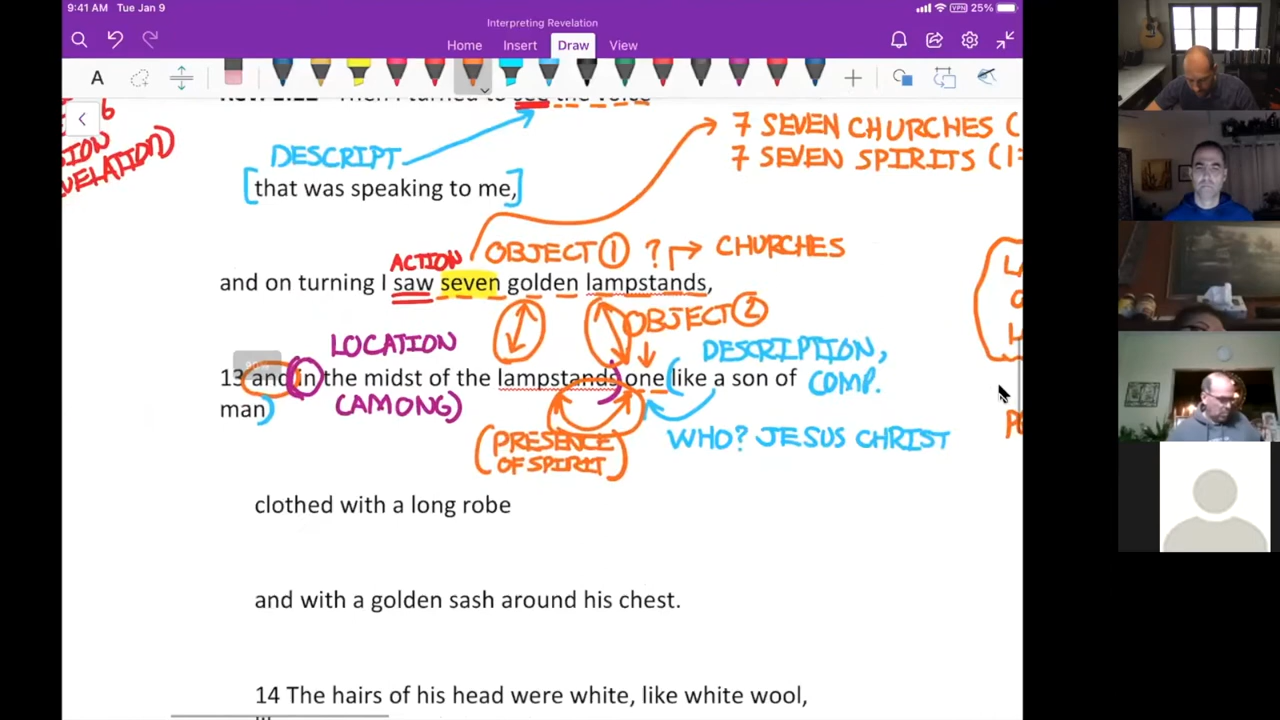 9:41 AM Tue Jan 9
VPN 25%
Interpreting Revelation
Home Insert Draw View
A
6
7 SEVEN CHURCHES (
7 SEVEN SPIRITS (1:
DESCRIPT
that was speaking to me,
ACTION OBJECT 1 ? CHURCHES
and on turning I saw seven golden lampstands,
OBJECT 2
LOCATION DESCRIPTION,
13 and in the midst of the lampstands one like a son of COMP.
man (AMONG)
(PRESENCE OF SPIRIT) WHO? JESUS CHRIST
clothed with a long robe
and with a golden sash around his chest.
14 The hairs of his head were white, like white wool,